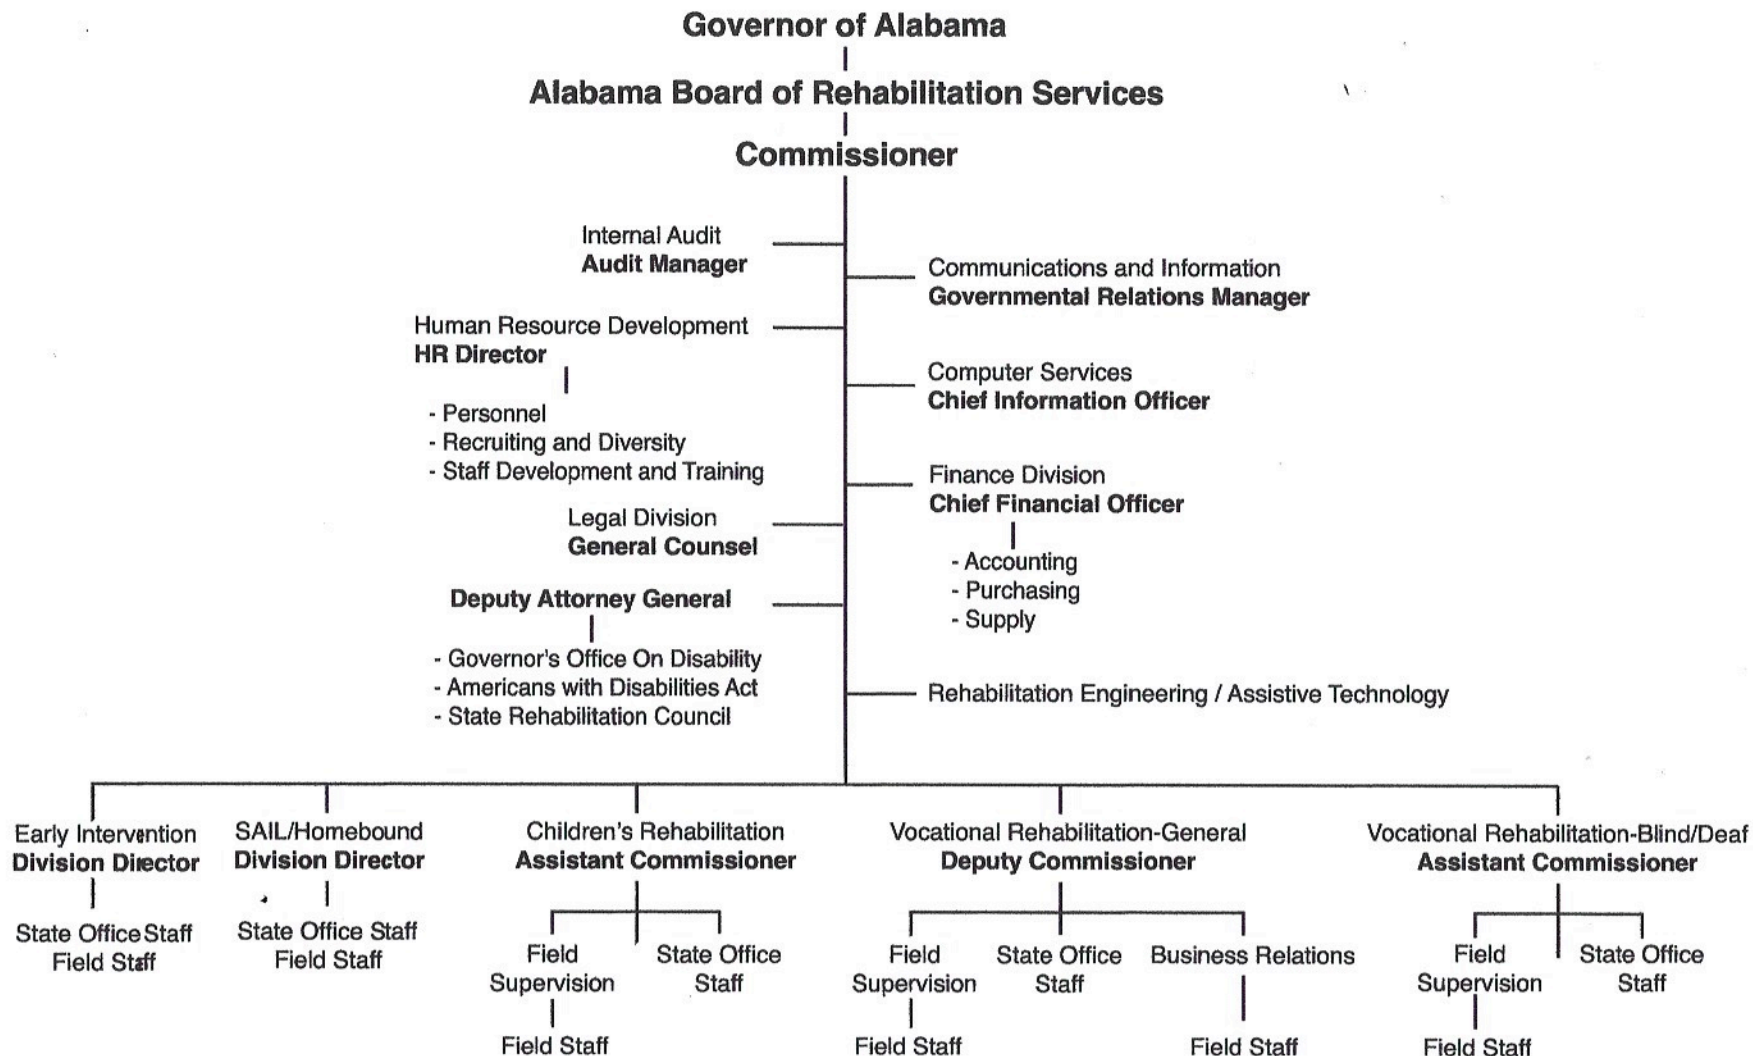 Governor of Alabama
Alabama Board of Rehabilitation Services
Commissioner
Internal Audit
Audit Manager
Communications and Information
Governmental Relations Manager
Human Resource Development
HR Director
- Personnel
- Recruiting and Diversity
- Staff Development and Training
Computer Services
Chief Information Officer
Finance Division
Chief Financial Officer
- Accounting
- Purchasing
- Supply
Legal Division
General Counsel
Deputy Attorney General
- Governor's Office On Disability
- Americans with Disabilities Act
- State Rehabilitation Council
Rehabilitation Engineering / Assistive Technology
Early Intervention
Division Director
State Office Staff
Field Staff
SAIL/Homebound
Division Director
State Office Staff
Field Staff
Children's Rehabilitation
Assistant Commissioner
Field
Supervision
Field Staff
State Office
Staff
Vocational Rehabilitation-General
Deputy Commissioner
Field
Supervision
Field Staff
State Office
Staff
Business Relations
Field Staff
Vocational Rehabilitation-Blind/Deaf
Assistant Commissioner
Field
Supervision
Field Staff
State Office
Staff